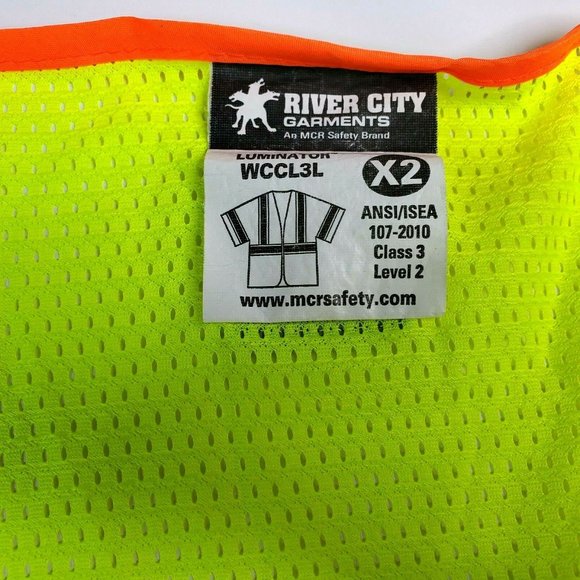 RIVER CITY
GARMENTS
An MCR Safety Brand
LUMINATOR™
WCCL3L
X2
ANSI/ISEA
107-2010
Class 3
Level 2
www.mcrsafety.com